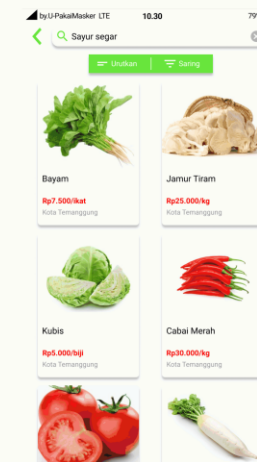 by.U-PakaiMasker LTE 10.30 79
Sayur segar
Urutkan Saring
Bayam
Rp7.500/ikat
Kota Temanggung
Jamur Tiram
Rp25.000/kg
Kota Temanggung
Kubis
Rp5.000/biji
Kota Temanggung
Cabai Merah
Rp30.000/kg
Kota Temanggung